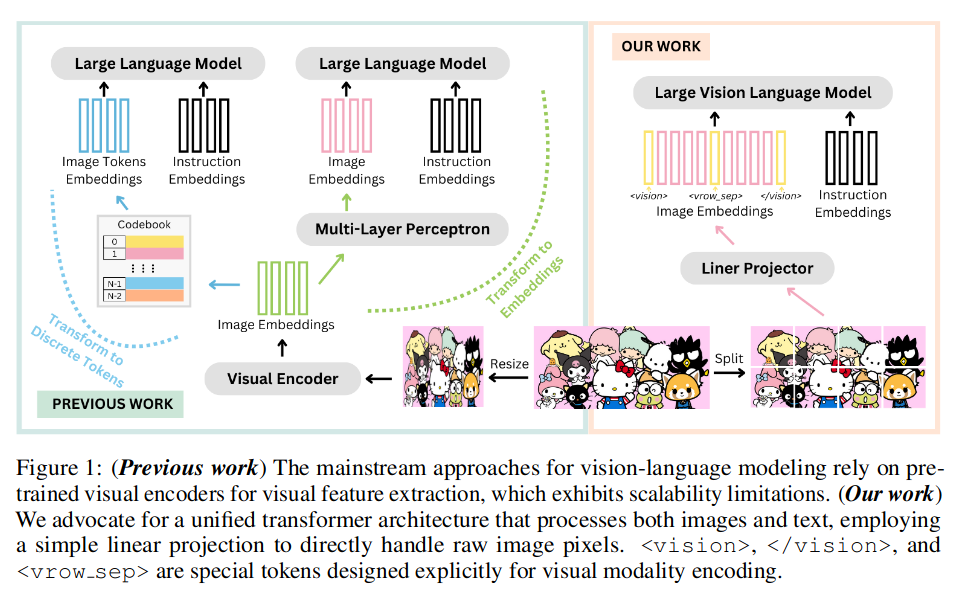 Large Language Model
Image Tokens
Embeddings
Instruction
Embeddings
Codebook
0
1
N-1
N-2
Transform to
Discrete Tokens
Large Language Model
Image
Embeddings
Instruction
Embeddings
Multi-Layer Perceptron
Transform to
Embeddings
Image Embeddings
Visual Encoder
PREVIOUS WORK
Resize
OUR WORK
Large Vision Language Model
<vision>
<vrow_sep>
</vision>
Image Embeddings
Instruction
Embeddings
Liner Projector
Split
Figure 1: (Previous work) The mainstream approaches for vision-language modeling rely on pre-
trained visual encoders for visual feature extraction, which exhibits scalability limitations. (Our work)
We advocate for a unified transformer architecture that processes both images and text, employing
a simple linear projection to directly handle raw image pixels. <vision>, </vision>, and
<vrow_sep> are special tokens designed explicitly for visual modality encoding.